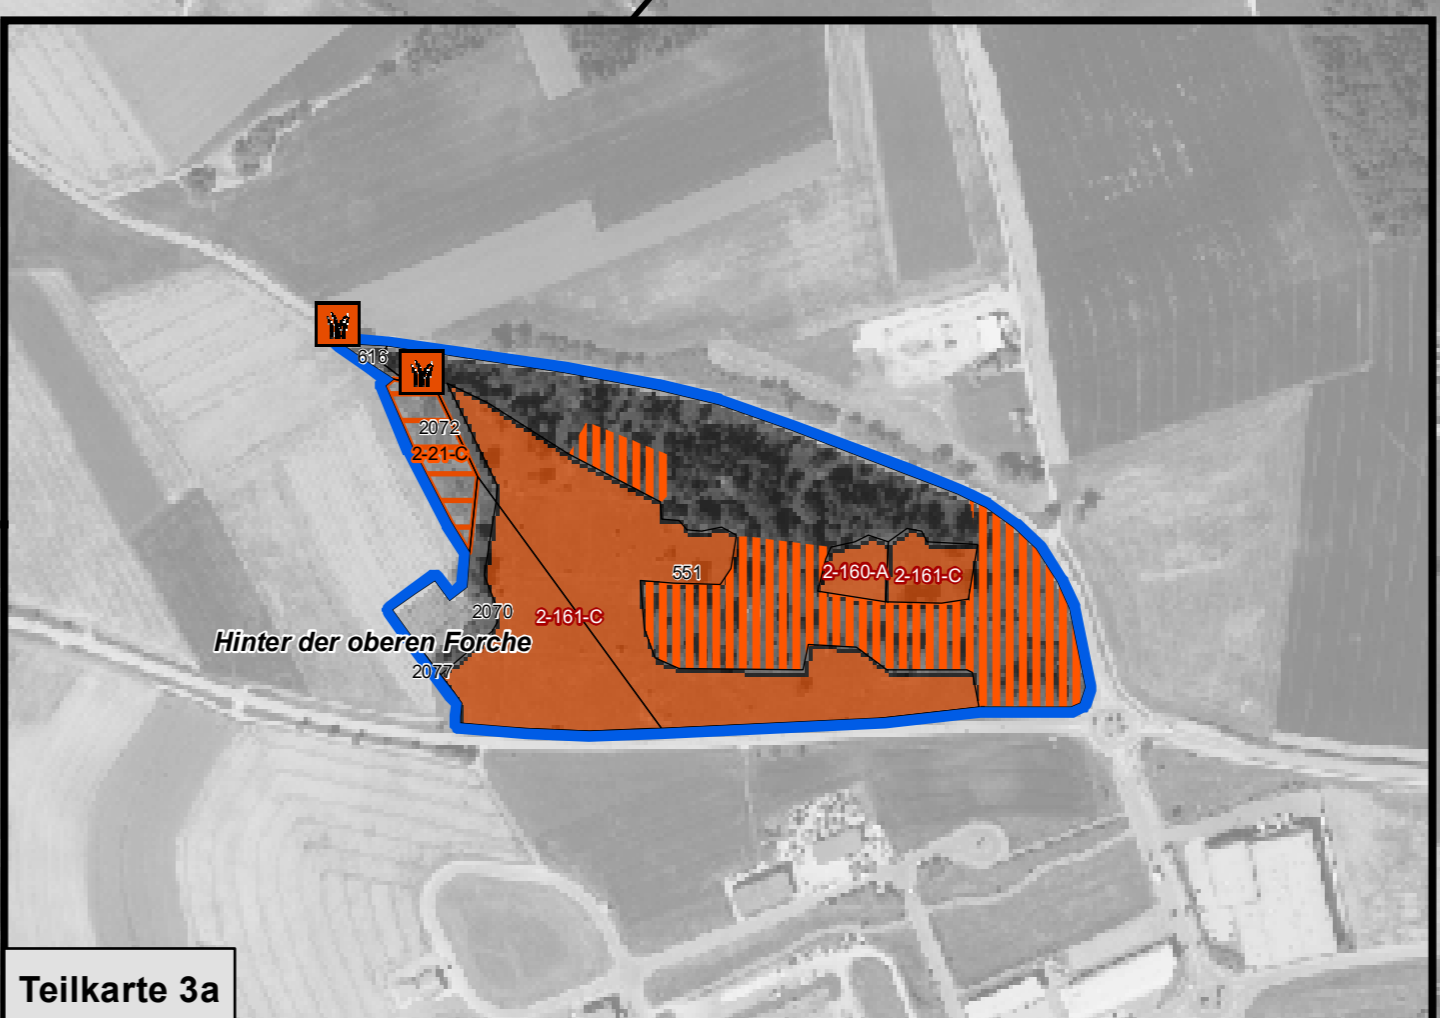 616
2072
2-21-C
551
2-160-A
2-161-C
2070
2-161-C
Hinter der oberen Forche
2077
Teilkarte 3a